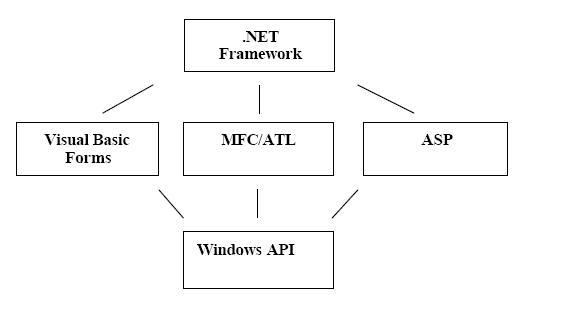 .NET
Framework
Visual Basic
Forms
MFC/ATL
ASP
Windows API